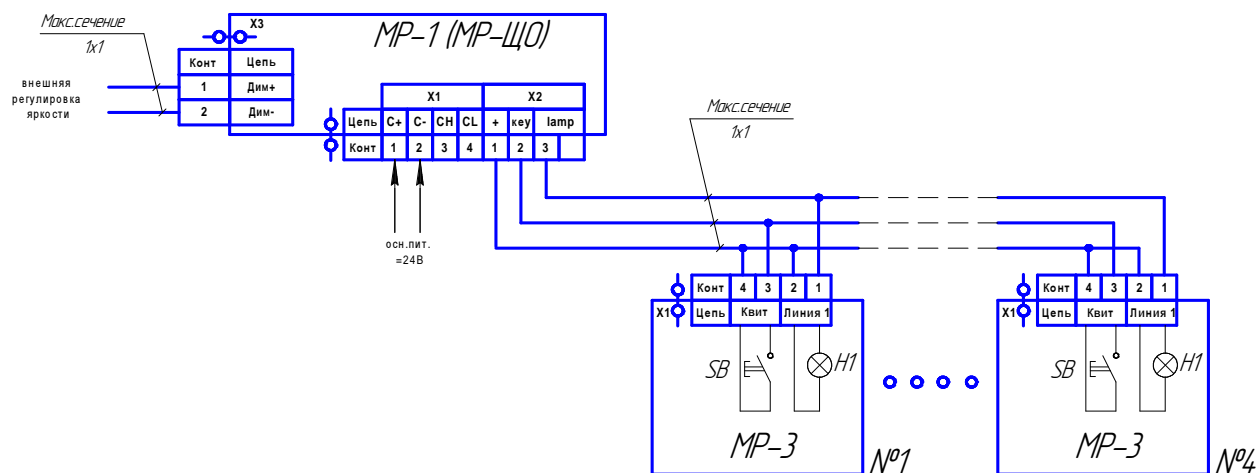 Макс.сечение
1х1
X3
МР-1 (МР-ЩО)
Конт Цепь
1 Дим+
2 Дим-
внешняя
регулировка
яркости
X1 X2
Цепь C+ C- CH CL + кеу lamp
Конт 1 2 3 4 1 2 3
осн.пит.
=24В
Макс.сечение
1х1
Конт 4 3 2 1
X1 Цепь Квит Линия 1
SB H1
МР-3
№1
Конт 4 3 2 1
X1 Цепь Квит Линия 1
SB H1
МР-3
№4